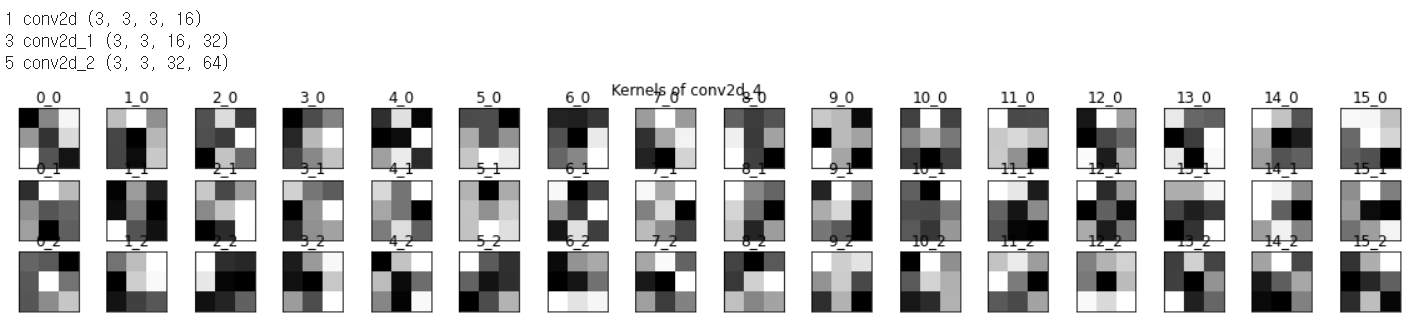 1 conv2d (3, 3, 3, 16)
3 conv2d_1 (3, 3, 16, 32)
5 conv2d_2 (3, 3, 32, 64)
Kernels of conv2d_4
0_0 1_0 2_0 3_0 4_0 5_0 6_0 7_0 8_0 9_0 10_0 11_0 12_0 13_0 14_0 15_0
0_1 1_1 2_1 3_1 4_1 5_1 6_1 7_1 8_1 9_1 10_1 11_1 12_1 13_1 14_1 15_1
0_2 1_2 2_2 3_2 4_2 5_2 6_2 7_2 8_2 9_2 10_2 11_2 12_2 13_2 14_2 15_2